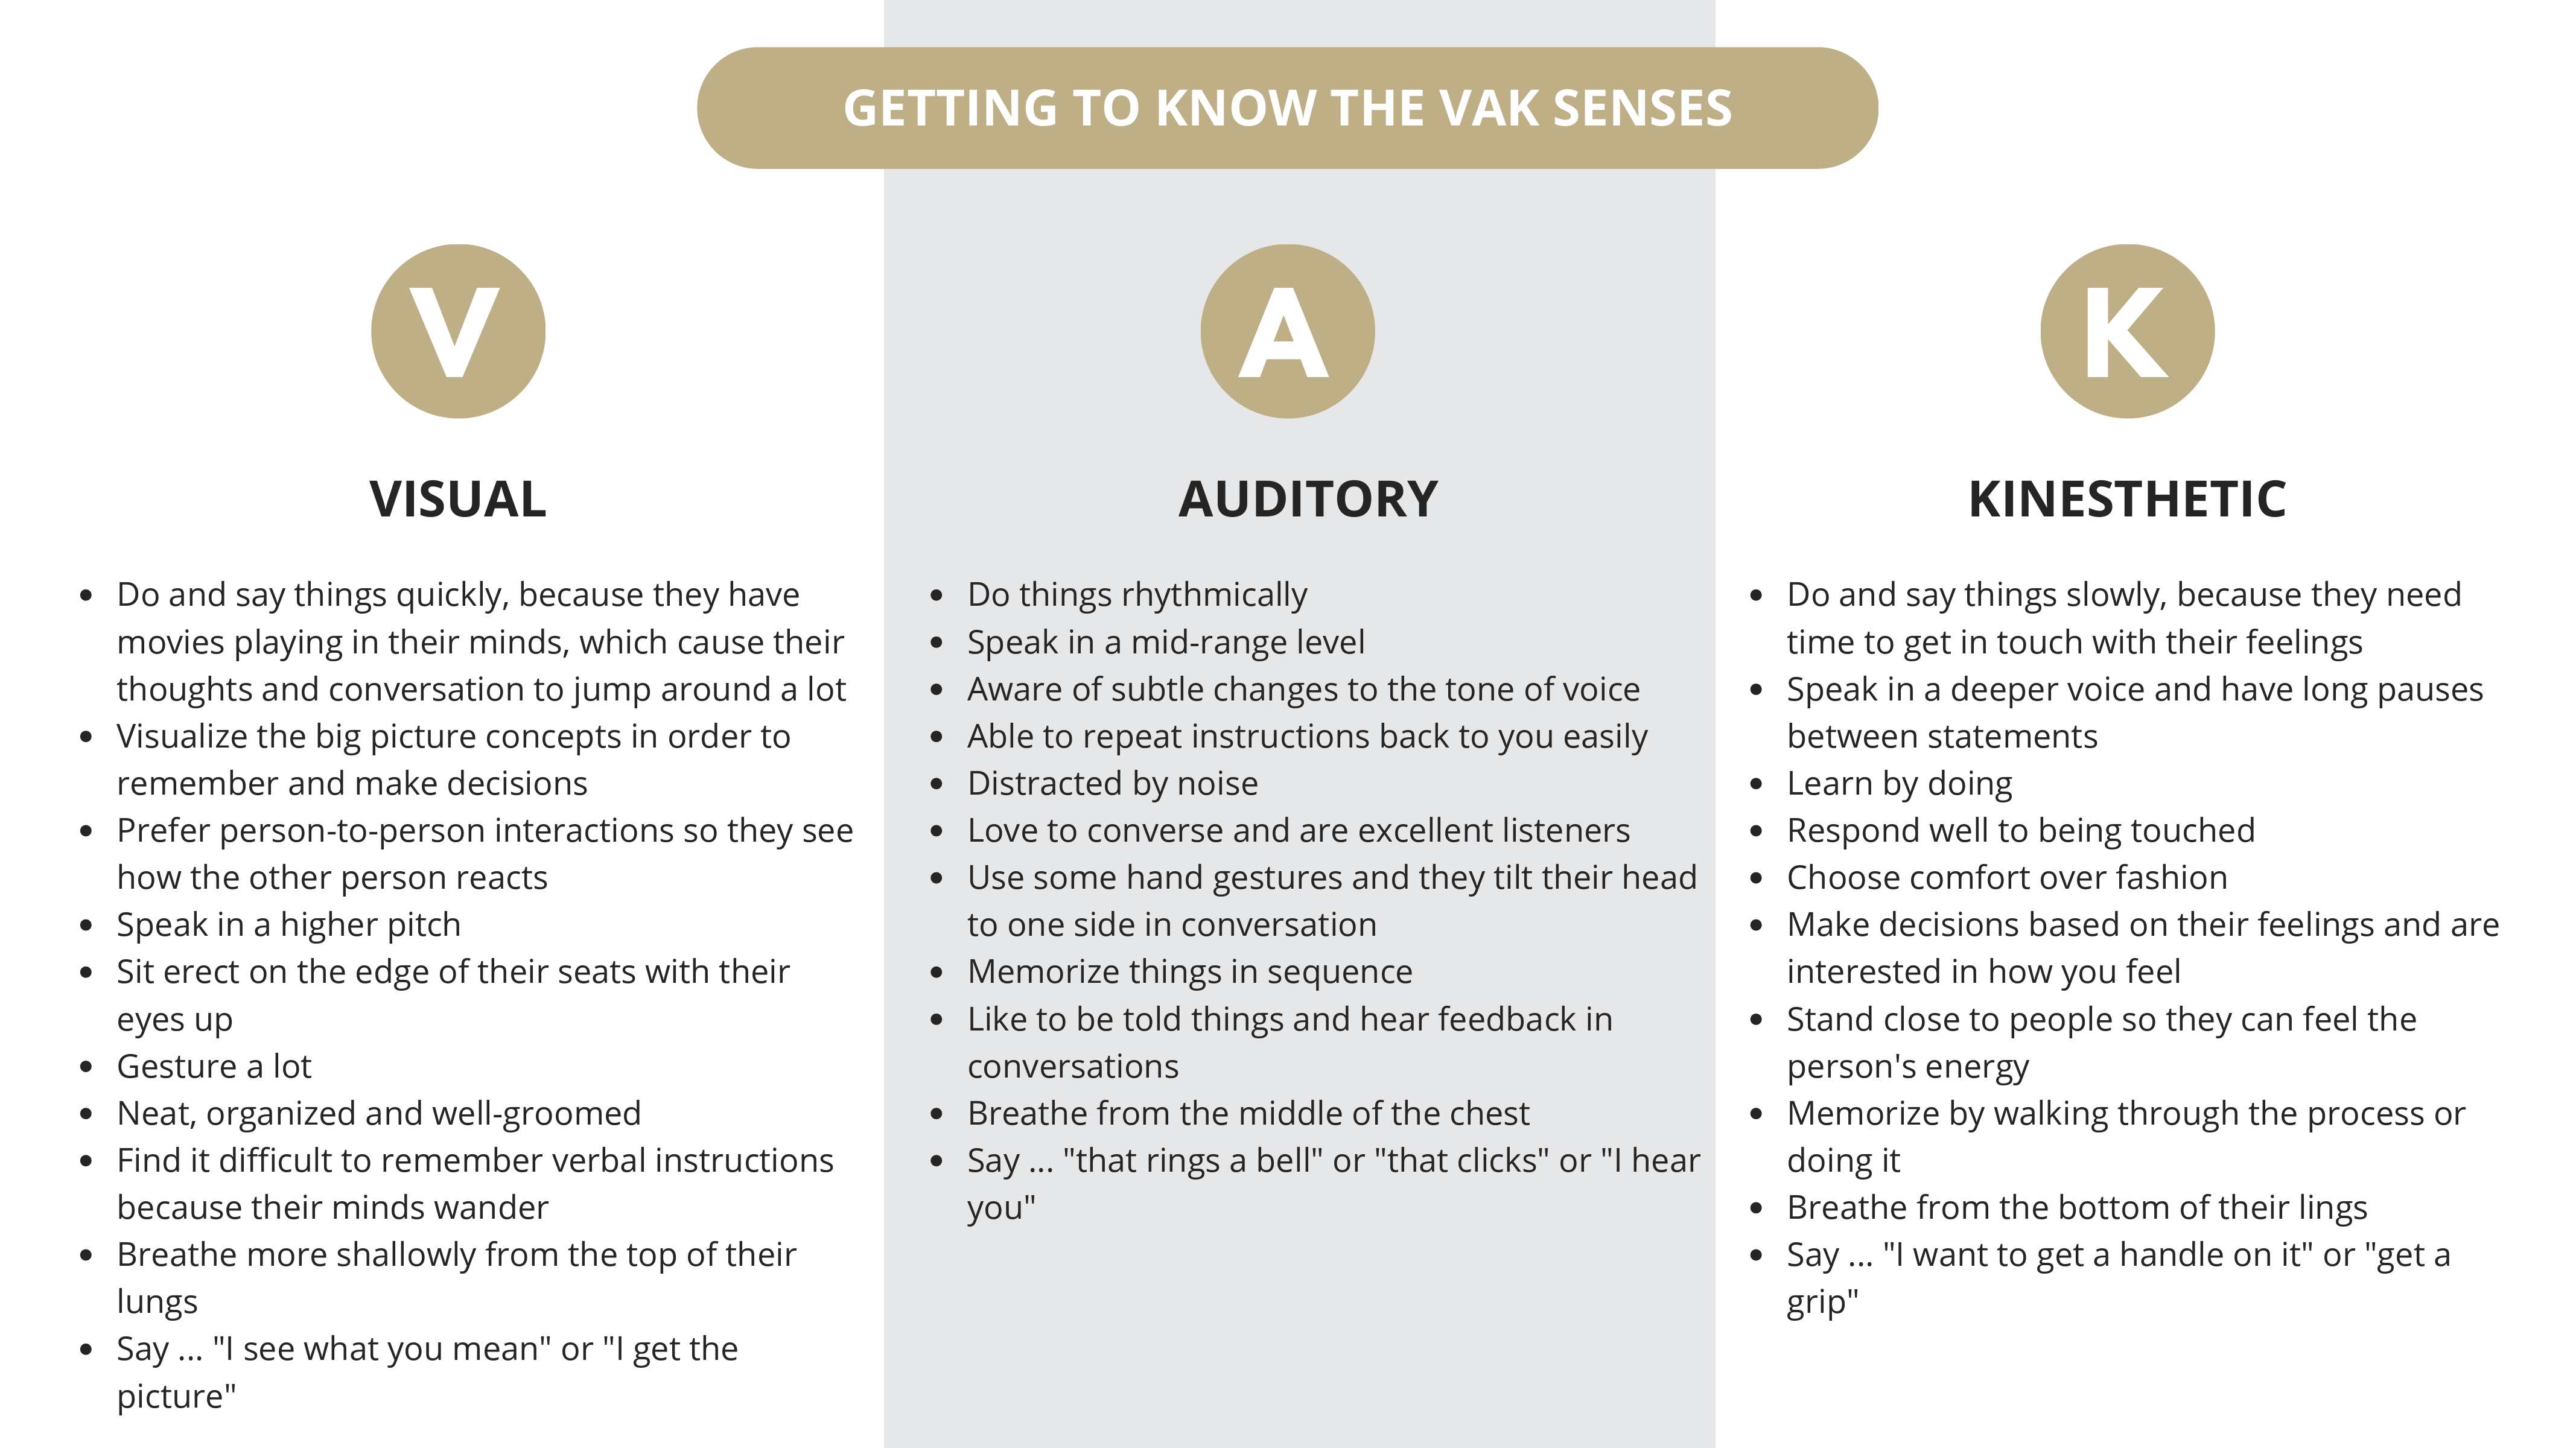 GETTING TO KNOW THE VAK SENSES
V
VISUAL
• Do and say things quickly, because they have
movies playing in their minds, which cause their
thoughts and conversation to jump around a lot
• Visualize the big picture concepts in order to
remember and make decisions
• Prefer person-to-person interactions so they see
how the other person reacts
• Speak in a higher pitch
• Sit erect on the edge of their seats with their
eyes up
• Gesture a lot
• Neat, organized and well-groomed
• Find it difficult to remember verbal instructions
because their minds wander
• Breathe more shallowly from the top of their
lungs
• Say ... "I see what you mean" or "I get the
picture"
A
AUDITORY
• Do things rhythmically
• Speak in a mid-range level
• Aware of subtle changes to the tone of voice
• Able to repeat instructions back to you easily
• Distracted by noise
• Love to converse and are excellent listeners
• Use some hand gestures and they tilt their head
to one side in conversation
• Memorize things in sequence
• Like to be told things and hear feedback in
conversations
• Breathe from the middle of the chest
• Say ... "that rings a bell" or "that clicks" or "I hear
you"
K
KINESTHETIC
• Do and say things slowly, because they need
time to get in touch with their feelings
• Speak in a deeper voice and have long pauses
between statements
• Learn by doing
• Respond well to being touched
• Choose comfort over fashion
• Make decisions based on their feelings and are
interested in how you feel
• Stand close to people so they can feel the
person's energy
• Memorize by walking through the process or
doing it
• Breathe from the bottom of their lings
• Say ... "I want to get a handle on it" or "get a
grip"